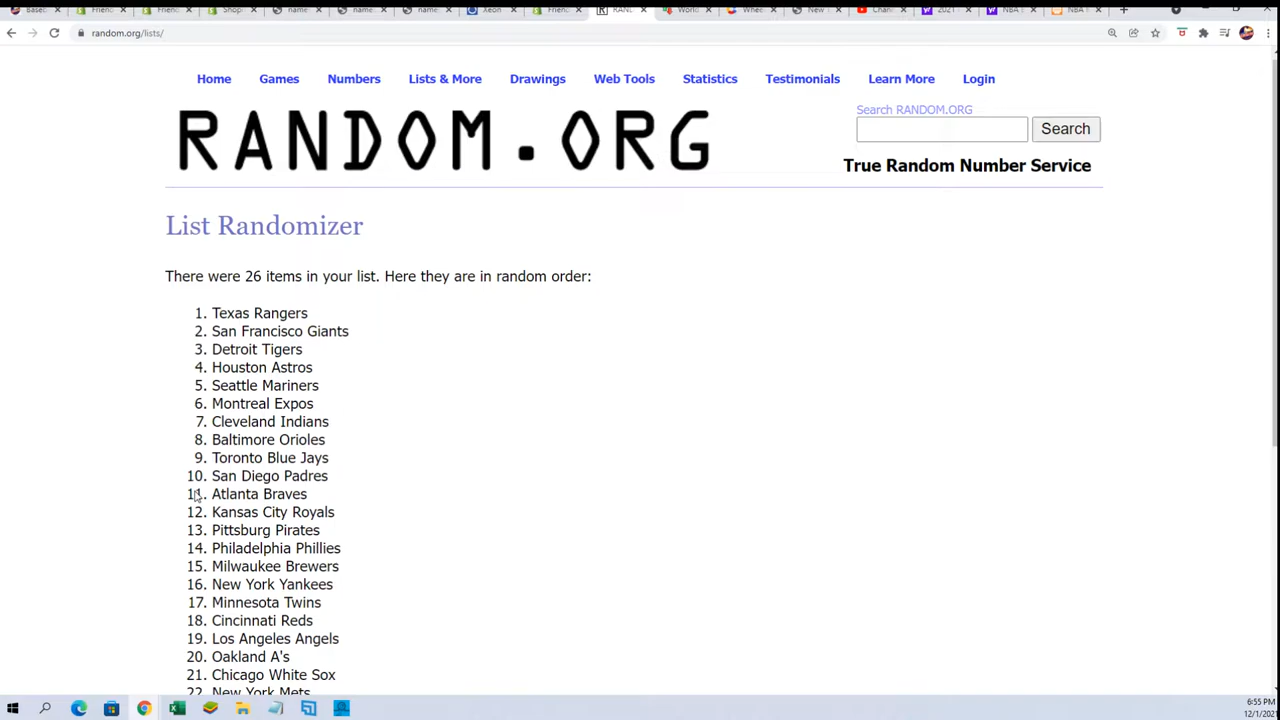 random.org/lists/
Home Games Numbers Lists & More Drawings Web Tools Statistics Testimonials Learn More Login
RANDOM.ORG
Search RANDOM.ORG
Search
True Random Number Service
List Randomizer
There were 26 items in your list. Here they are in random order:
1. Texas Rangers
2. San Francisco Giants
3. Detroit Tigers
4. Houston Astros
5. Seattle Mariners
6. Montreal Expos
7. Cleveland Indians
8. Baltimore Orioles
9. Toronto Blue Jays
10. San Diego Padres
11. Atlanta Braves
12. Kansas City Royals
13. Pittsburg Pirates
14. Philadelphia Phillies
15. Milwaukee Brewers
16. New York Yankees
17. Minnesota Twins
18. Cincinnati Reds
19. Los Angeles Angels
20. Oakland A's
21. Chicago White Sox
22. New York Mets
6:55 PM